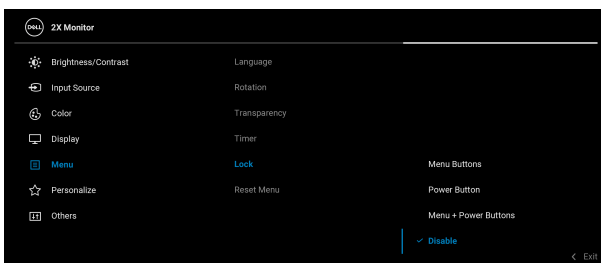 DELL 2X Monitor
Brightness/Contrast Language
Input Source Rotation
Color Transparency
Display Timer
Menu Lock Menu Buttons
Personalize Reset Menu Power Button
Others Menu + Power Buttons
Disable
Exit